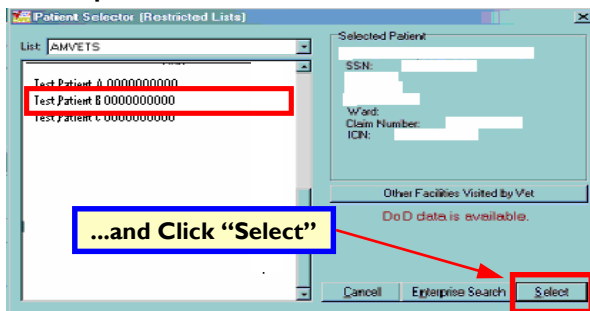 Patient Selector (Restricted Lists)
List: AMVETS
Test Patient A 0000000000
Test Patient B 0000000000
Test Patient C 0000000000
Selected Patient
SSN:
Ward:
Claim Number:
ICN:
Other Facilities Visited by Vet
DoD data is available.
...and Click “Select”
Cancel Enterprise Search Select